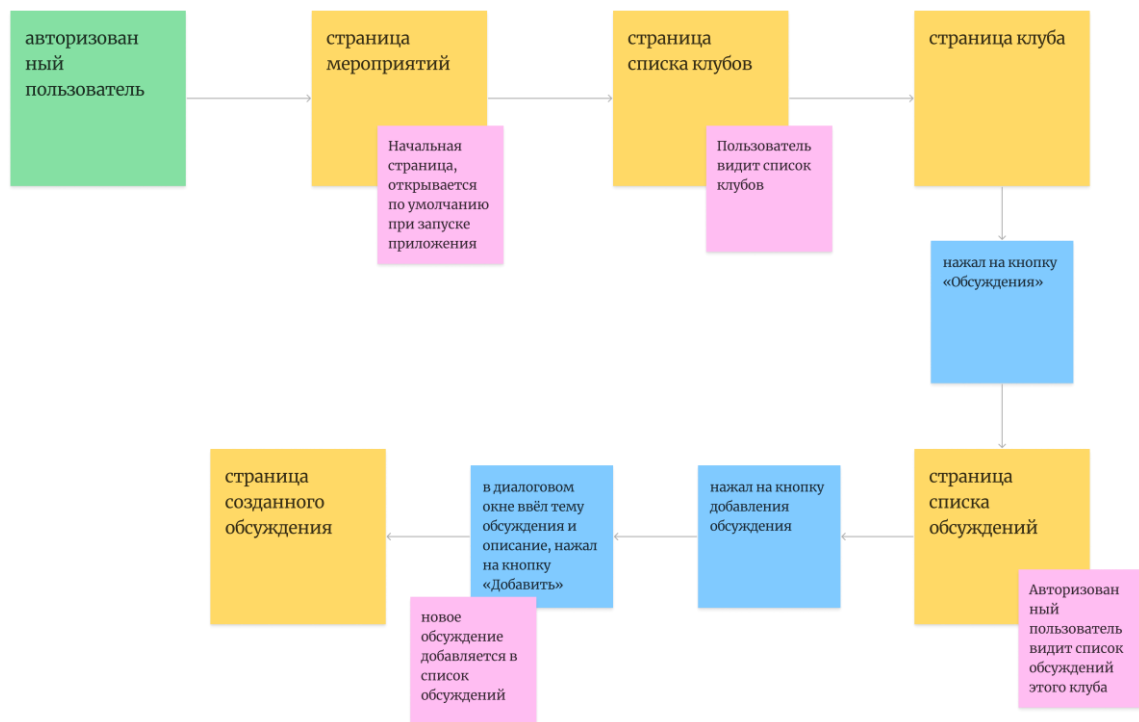 авторизован
ный
пользователь
страница
мероприятий
Начальная
страница,
открывается
по умолчанию
при запуске
приложения
страница
списка клубов
Пользователь
видит список
клубов
страница клуба
нажал на кнопку
«Обсуждения»
страница
списка
обсуждений
Авторизован
ный
пользователь
видит список
обсуждений
этого клуба
нажал на кнопку
добавления
обсуждения
в диалоговом
окне ввёл тему
обсуждения и
описание, нажал
на кнопку
«Добавить»
новое
обсуждение
добавляется в
список
обсуждений
страница
созданного
обсуждения